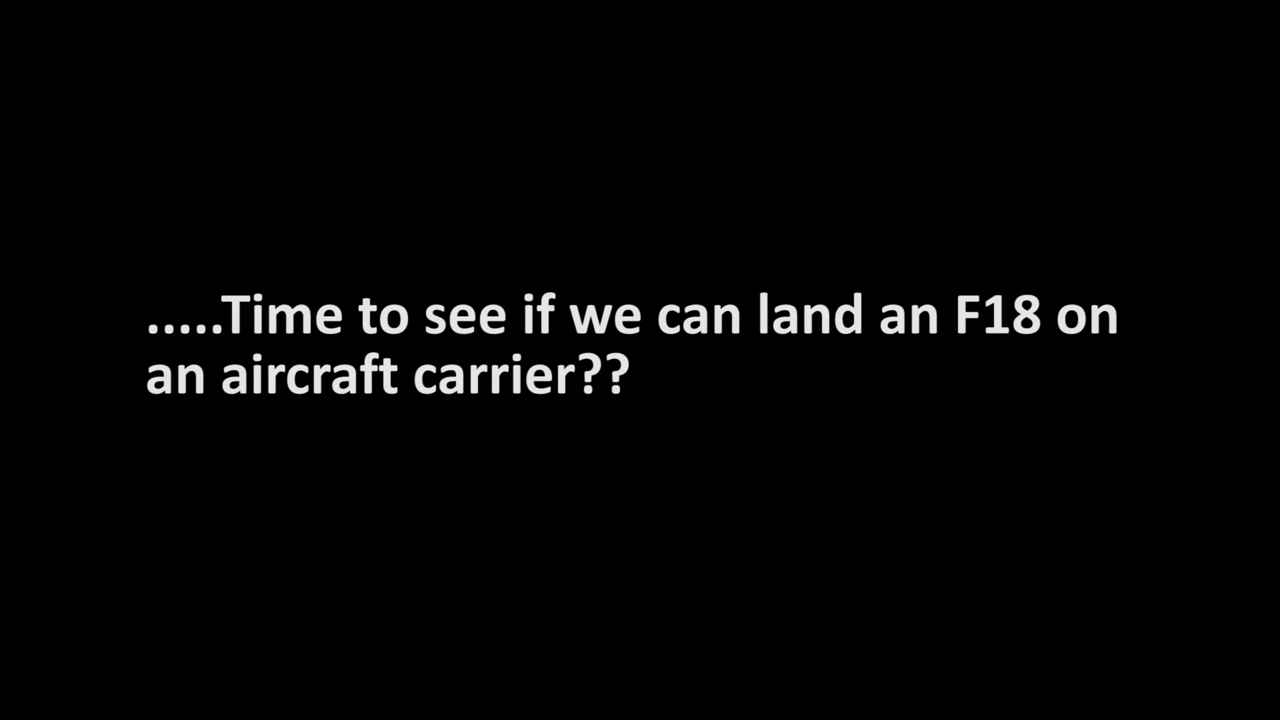 .....Time to see if we can land an F18 on
an aircraft carrier??